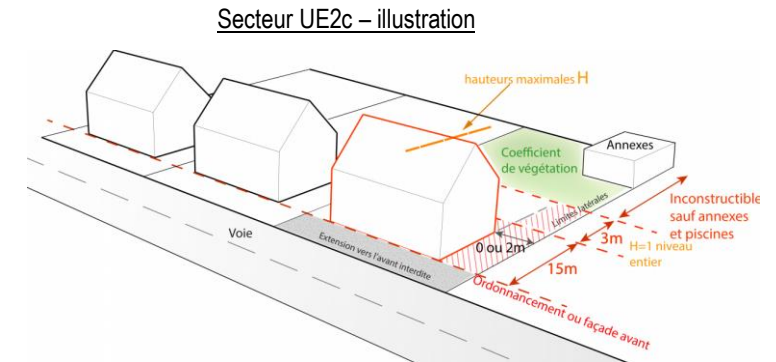 Secteur UE2c – illustration
hauteurs maximales H
Annexes
Coefficient
de végétation
Limites latérales
Inconstructible
sauf annexes
et piscines
Voie
Extension vers l'avant interdite
0 ou 2m
3m
H=1 niveau
entier
15m
Ordonnancement ou façade avant